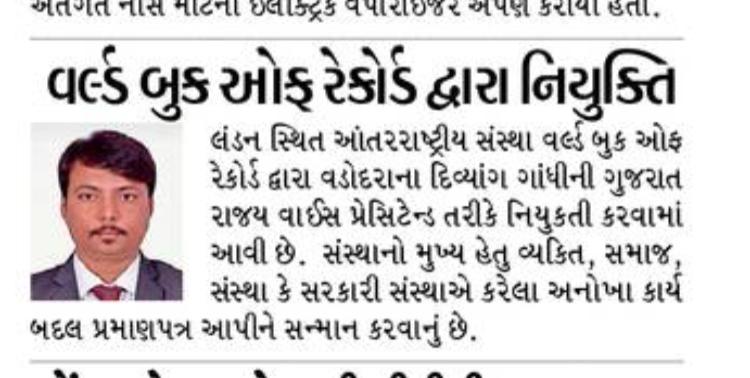 વર્લ્ડ બુક ઓફ રેકોર્ડ દ્વારા નિયુક્તિ
લંડન સ્થિત આંતરરાષ્ટ્રીય સંસ્થા વર્લ્ડ બુક ઓફ
રેકોર્ડ દ્વારા વડોદરાના દિવ્યાંગ ગાંધીની ગુજરાત
રાજય વાઈસ પ્રેસિટેન્ડ તરીકે નિયુકતી કરવામાં
આવી છે. સંસ્થાનો મુખ્ય હેતુ વ્યકિત, સમાજ,
સંસ્થા કે સરકારી સંસ્થાએ કરેલા અનોખા કાર્ય
બદલ પ્રમાણપત્ર આપીને સન્માન કરવાનું છે.